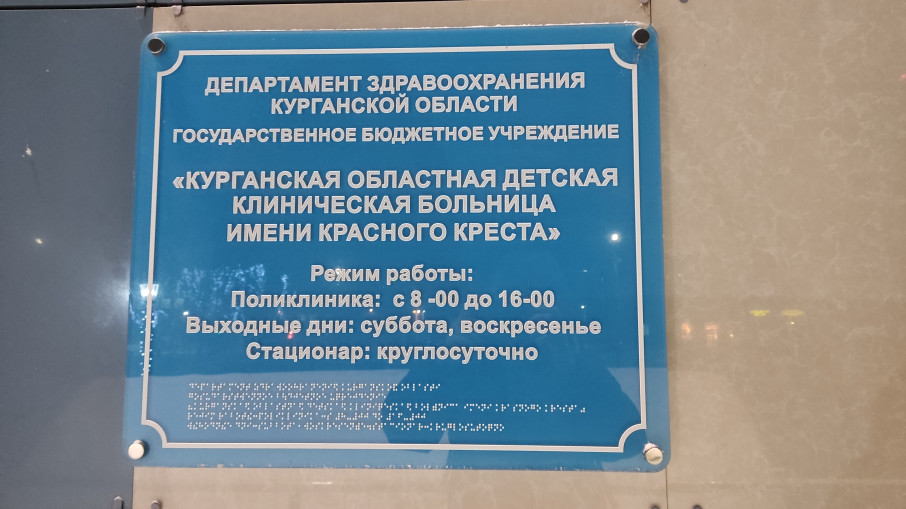 ДЕПАРТАМЕНТ ЗДРАВООХРАНЕНИЯ
КУРГАНСКОЙ ОБЛАСТИ
ГОСУДАРСТВЕННОЕ БЮДЖЕТНОЕ УЧРЕЖДЕНИЕ
«КУРГАНСКАЯ ОБЛАСТНАЯ ДЕТСКАЯ
КЛИНИЧЕСКАЯ БОЛЬНИЦА
ИМЕНИ КРАСНОГО КРЕСТА»
Режим работы:
Поликлиника: с 8 -00 до 16-00
Выходные дни: суббота, воскресенье
Стационар: круглосуточно